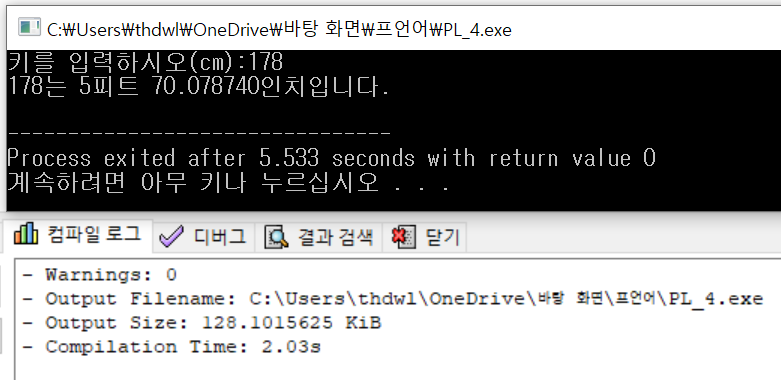 C:₩Users₩thdwl₩OneDrive₩바탕 화면₩프언어₩PL_4.exe
키를 입력하시오(cm):178
178는 5피트 70.078740인치입니다.
--------------------------------
Process exited after 5.533 seconds with return value 0
계속하려면 아무 키나 누르십시오 . . .
컴파일 로그 디버그 결과 검색 닫기
- Warnings: 0
- Output Filename: C:\Users\thdwl\OneDrive\바탕 화면\프언어\PL_4.exe
- Output Size: 128.1015625 KiB
- Compilation Time: 2.03s